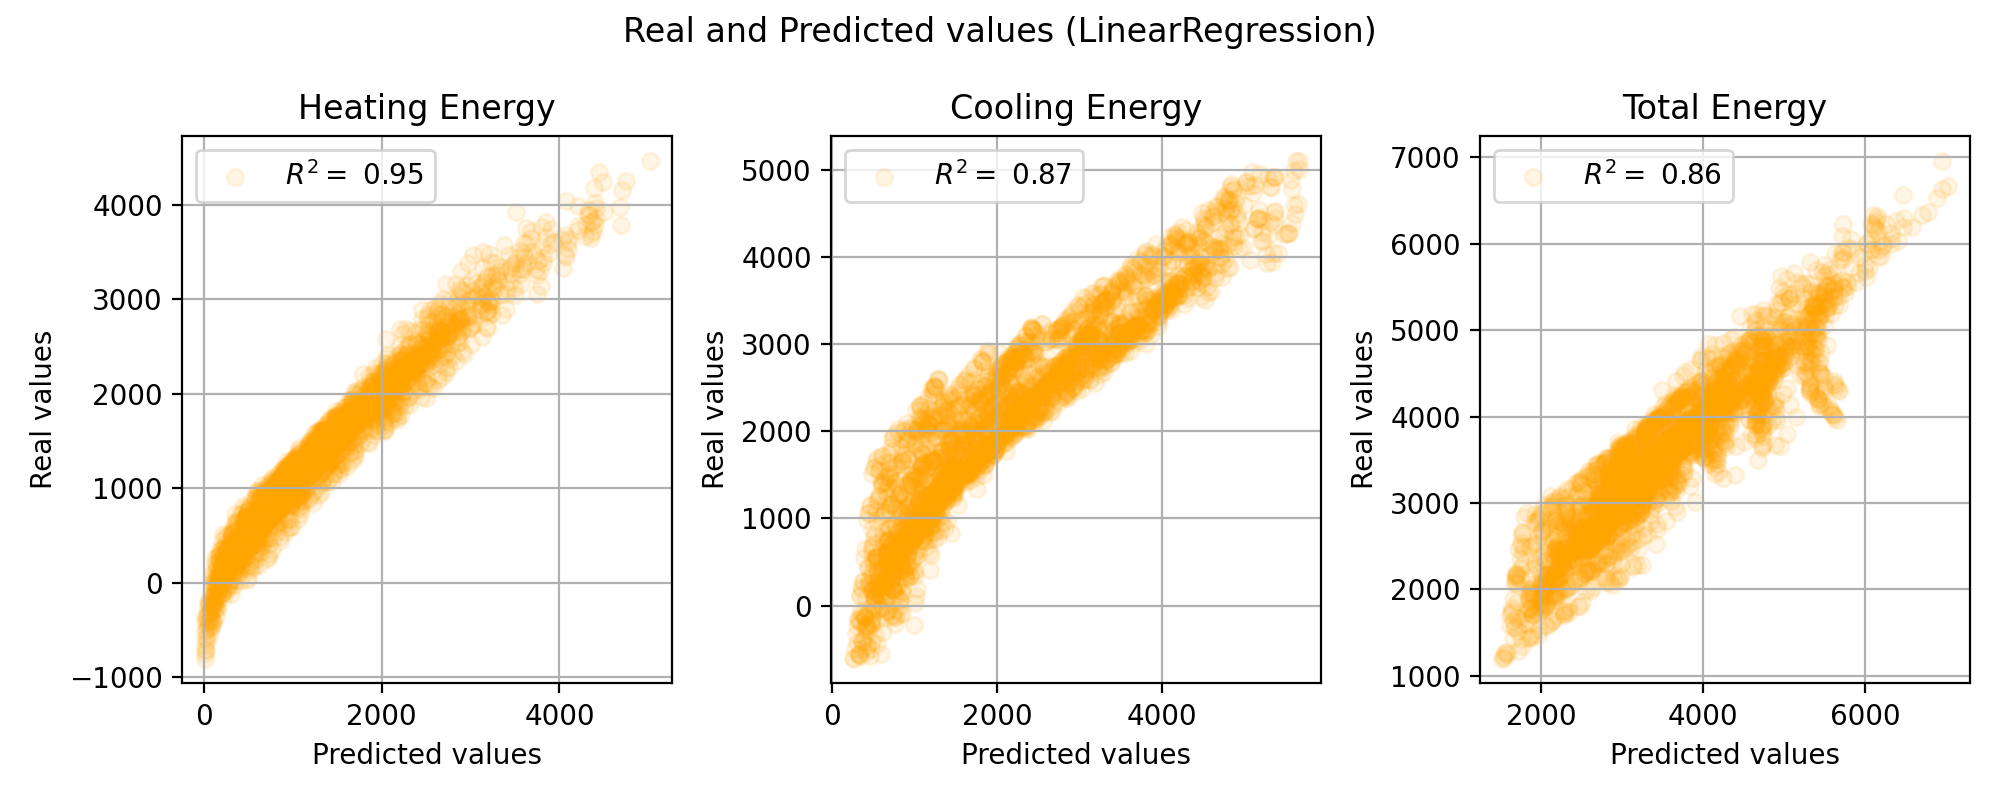 Real and Predicted values (LinearRegression)
Heating Energy
R² = 0.95
4000
3000
2000
1000
0
−1000
Real values
0 2000 4000
Predicted values
Cooling Energy
R² = 0.87
5000
4000
3000
2000
1000
0
Real values
0 2000 4000
Predicted values
Total Energy
R² = 0.86
7000
6000
5000
4000
3000
2000
1000
Real values
2000 4000 6000
Predicted values